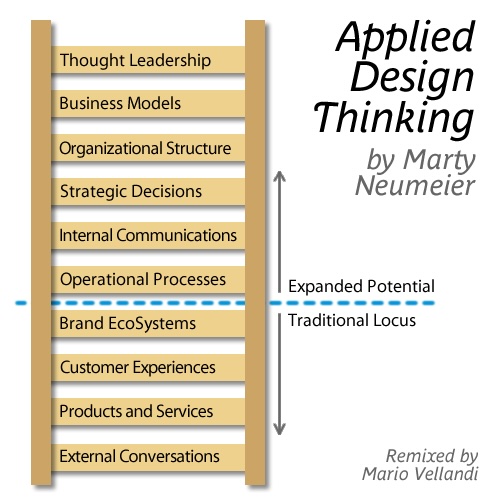 Applied
Design
Thinking
by Marty
Neumeier
Thought Leadership
Business Models
Organizational Structure
Strategic Decisions
Internal Communications
Operational Processes
Expanded Potential
Traditional Locus
Brand EcoSystems
Customer Experiences
Products and Services
External Conversations
Remixed by
Mario Vellandi